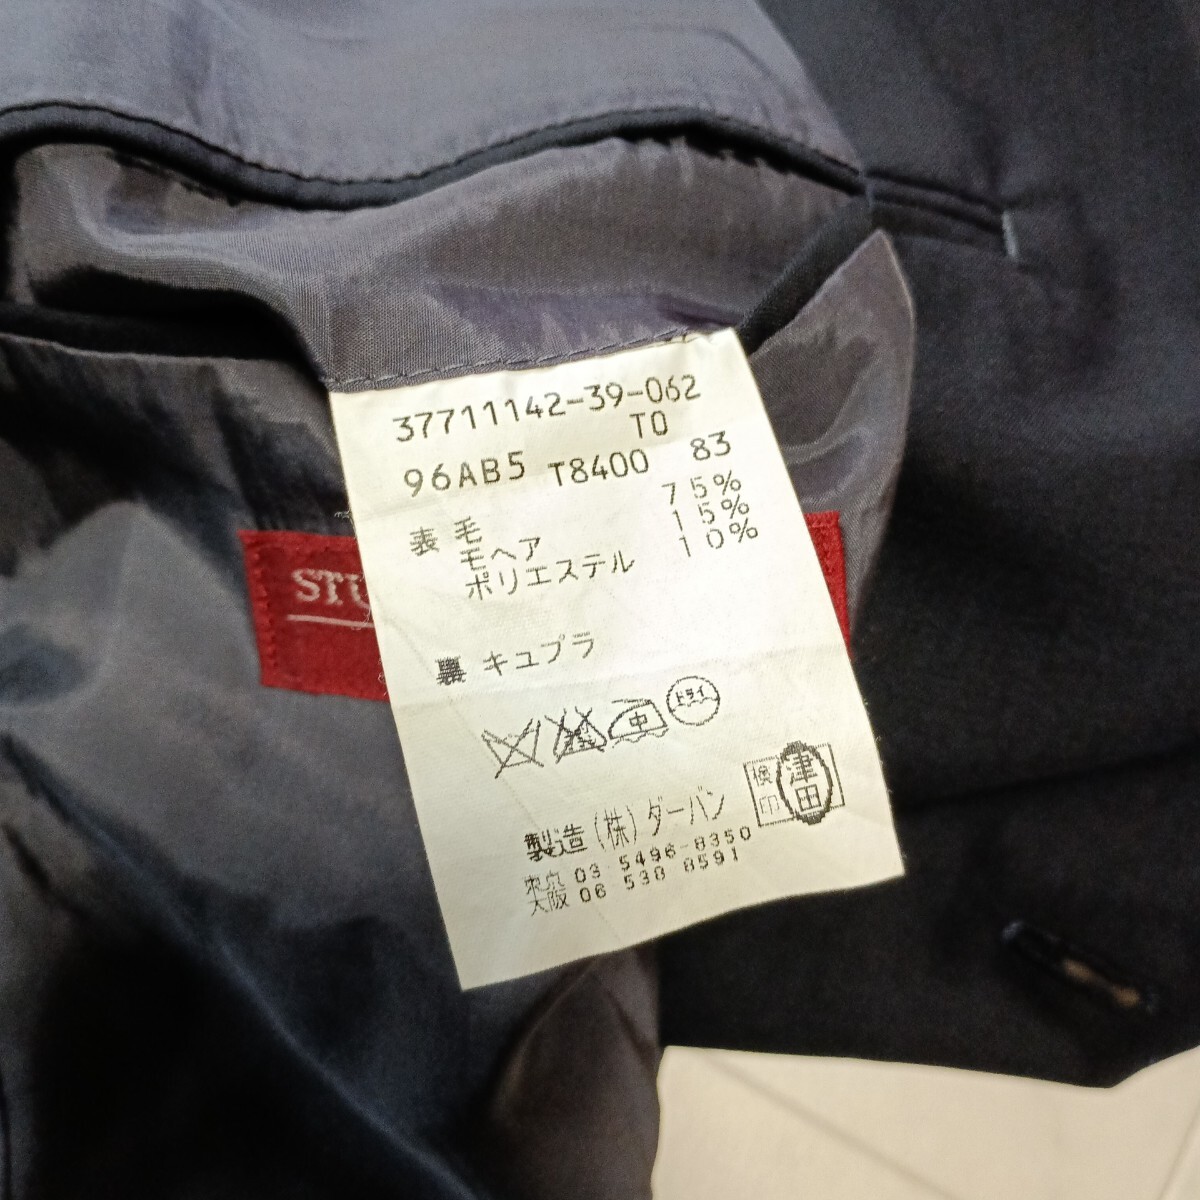 37711142-39-062
TO
96AB5 T8400 83
表 毛 75%
モヘア 15%
ポリエステル 10%
STU
裏 キュプラ
中
ドライ
検印 津田
製造 (株) ダーバン
東京 03 5496-8350
大阪 06 538 8591